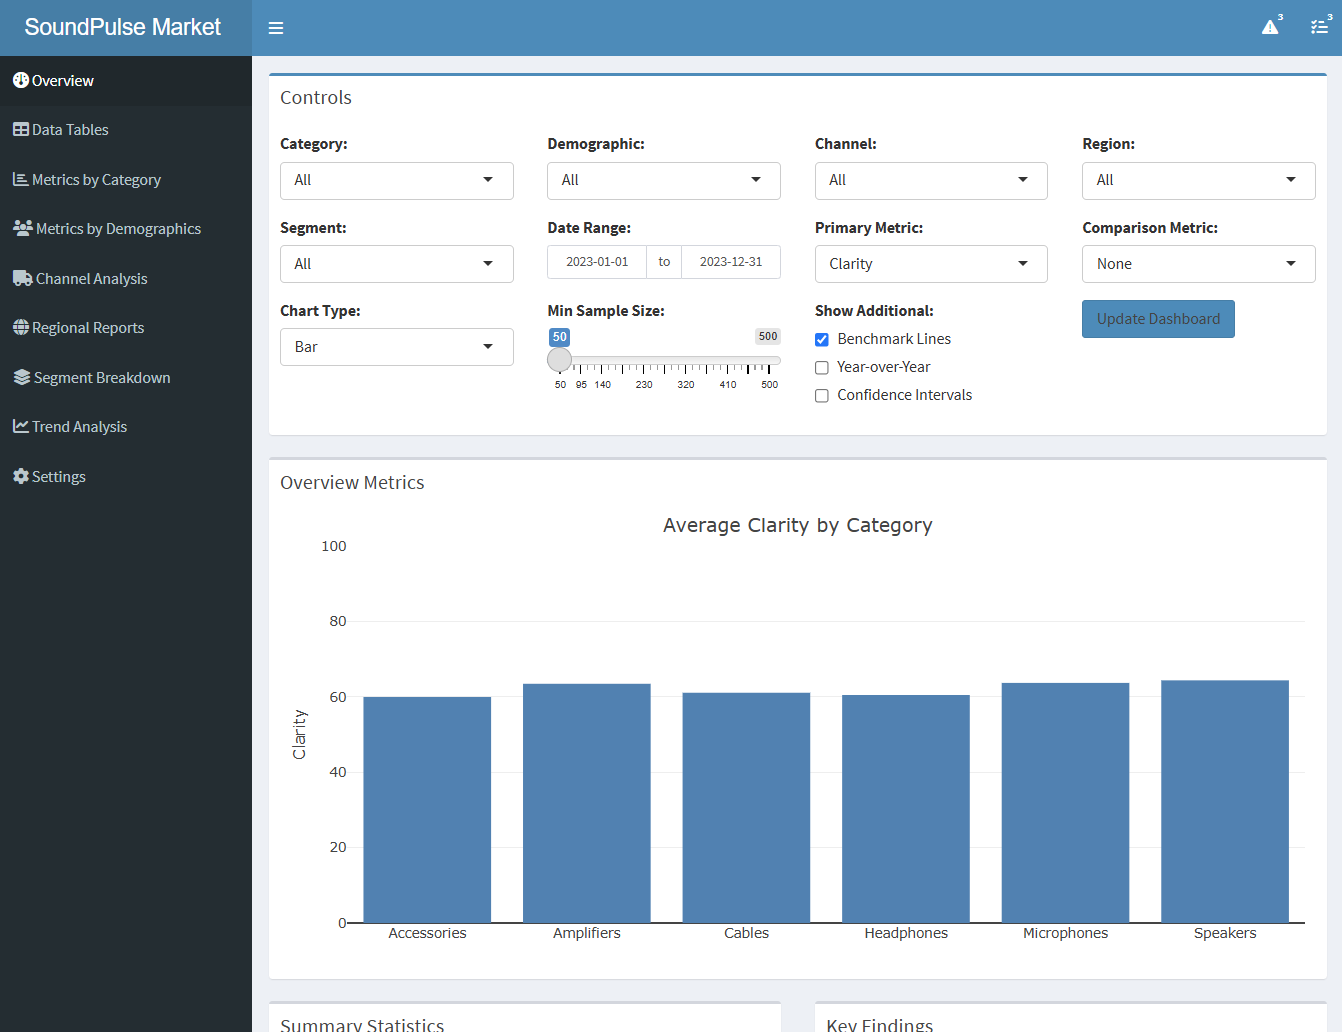 SoundPulse Market
3
3
Overview
Data Tables
Metrics by Category
Metrics by Demographics
Channel Analysis
Regional Reports
Segment Breakdown
Trend Analysis
Settings
Controls
Category:
All
Demographic:
All
Channel:
All
Region:
All
Segment:
All
Date Range:
2023-01-01 to 2023-12-31
Primary Metric:
Clarity
Comparison Metric:
None
Chart Type:
Bar
Min Sample Size:
50 500
50 95 140 230 320 410 500
Show Additional:
Benchmark Lines
Year-over-Year
Confidence Intervals
Update Dashboard
Overview Metrics
Average Clarity by Category
100
80
60
40
20
0
Clarity
Accessories Amplifiers Cables Headphones Microphones Speakers
Summary Statistics
Key Findings